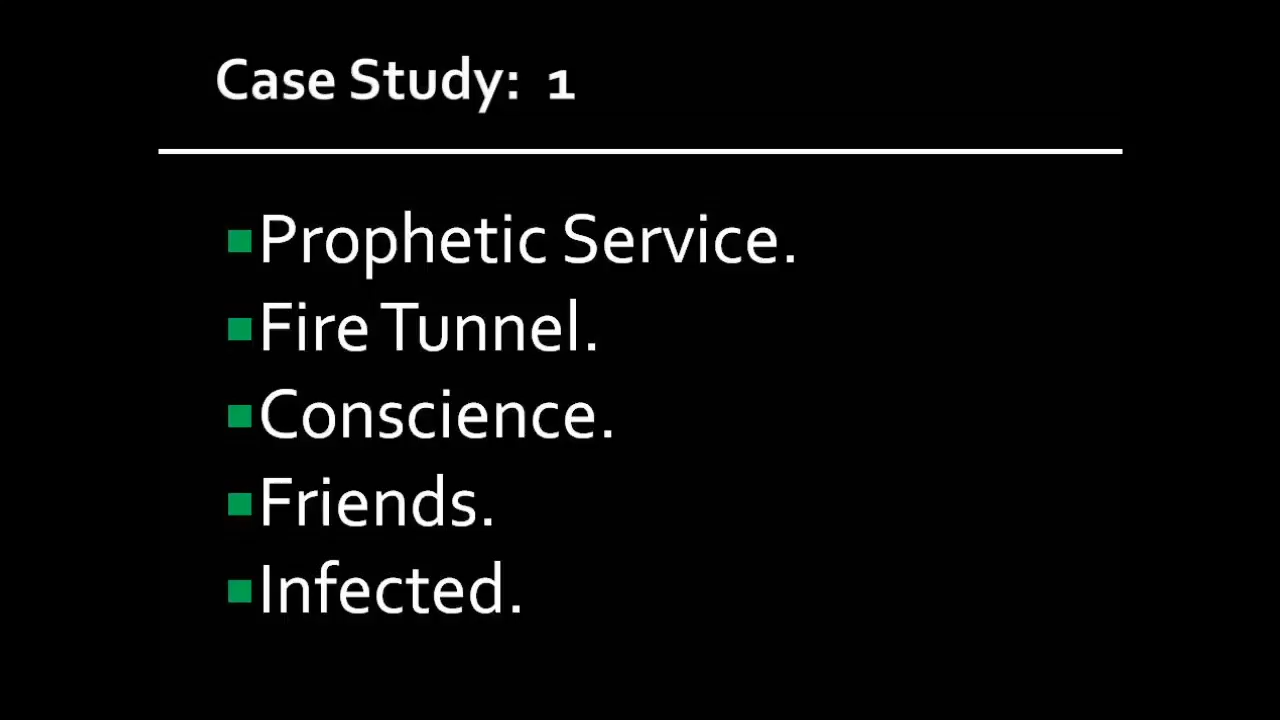 Case Study: 1
Prophetic Service.
Fire Tunnel.
Conscience.
Friends.
Infected.